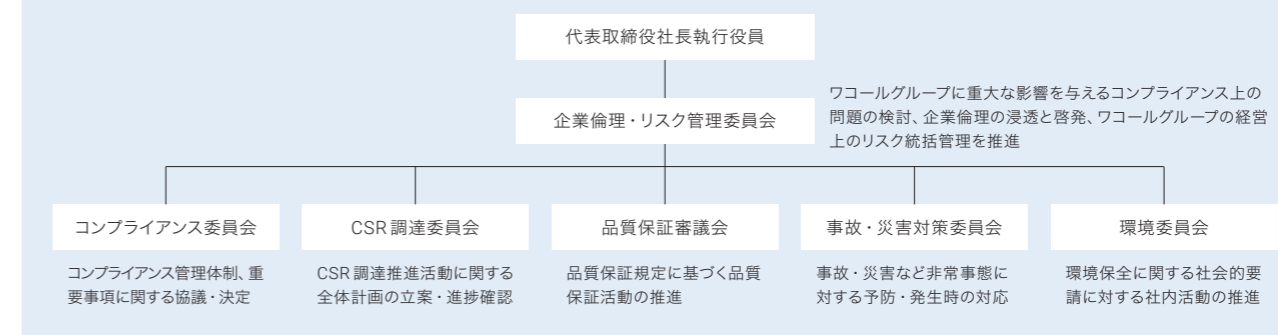 代表取締役社長執行役員
企業倫理・リスク管理委員会
ワコールグループに重大な影響を与えるコンプライアンス上の
問題の検討、企業倫理の浸透と啓発、ワコールグループの経営
上のリスク統括管理を推進
コンプライアンス委員会
コンプライアンス管理体制、重
要事項に関する協議・決定
CSR調達委員会
CSR調達推進活動に関する
全体計画の立案・進捗確認
品質保証審議会
品質保証規定に基づく品質
保証活動の推進
事故・災害対策委員会
事故・災害など非常事態に
対する予防・発生時の対応
環境委員会
環境保全に関する社会的要
請に対する社内活動の推進